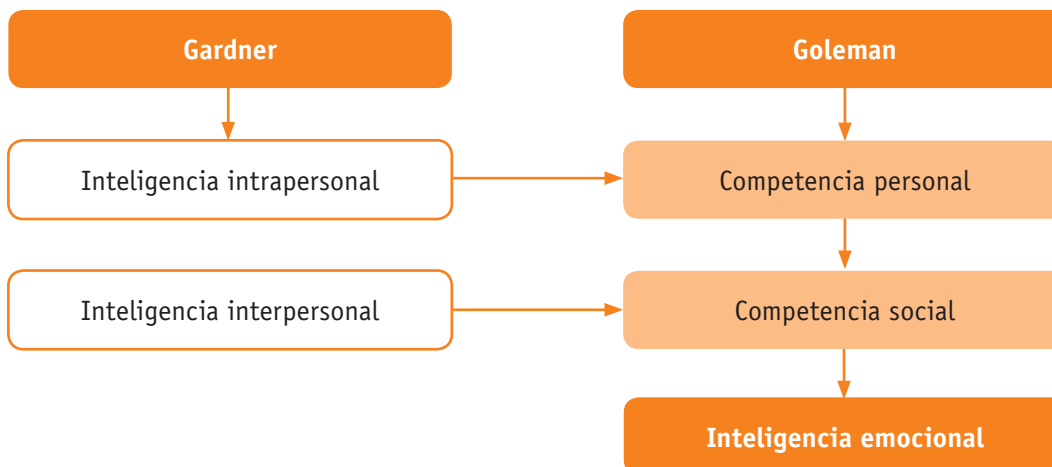 Gardner
Goleman
Inteligencia intrapersonal
Competencia personal
Inteligencia interpersonal
Competencia social
Inteligencia emocional